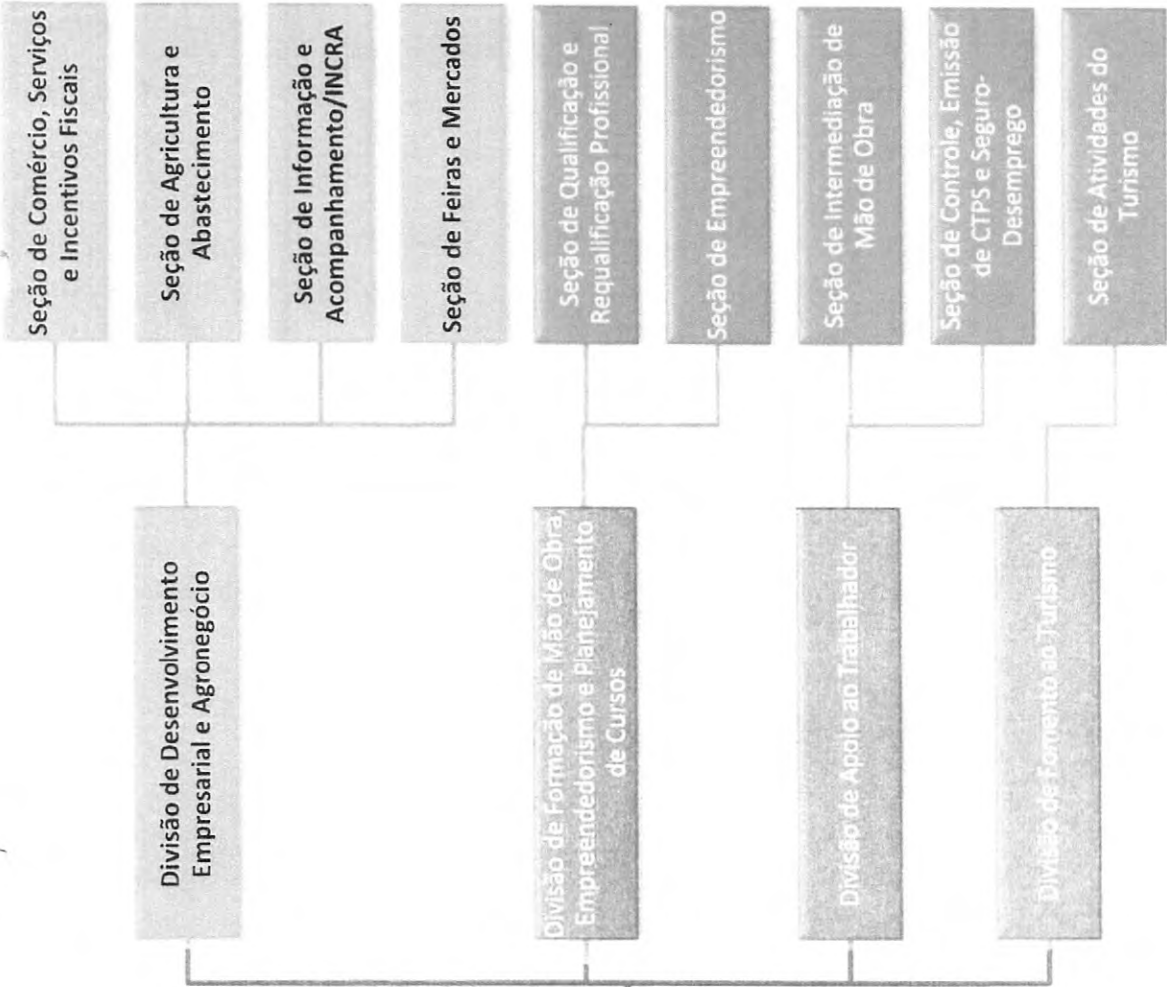 Divisão de Desenvolvimento
Empresarial e Agronegócio
Seção de Comércio, Serviços
e Incentivos Fiscais
Seção de Agricultura e
Abastecimento
Seção de Informação e
Acompanhamento/INCRA
Seção de Feiras e Mercados
Divisão de Formação de Mão de Obra,
Empreendedorismo e Planejamento
de Cursos
Seção de Qualificação e
Requalificação Profissional
Seção de Empreendedorismo
Divisão de Apoio ao Trabalhador
Seção de Intermediação de
Mão de Obra
Seção de Controle, Emissão
de CTPS e Seguro-
Desemprego
Divisão de Fomento ao Turismo
Seção de Atividades do
Turismo